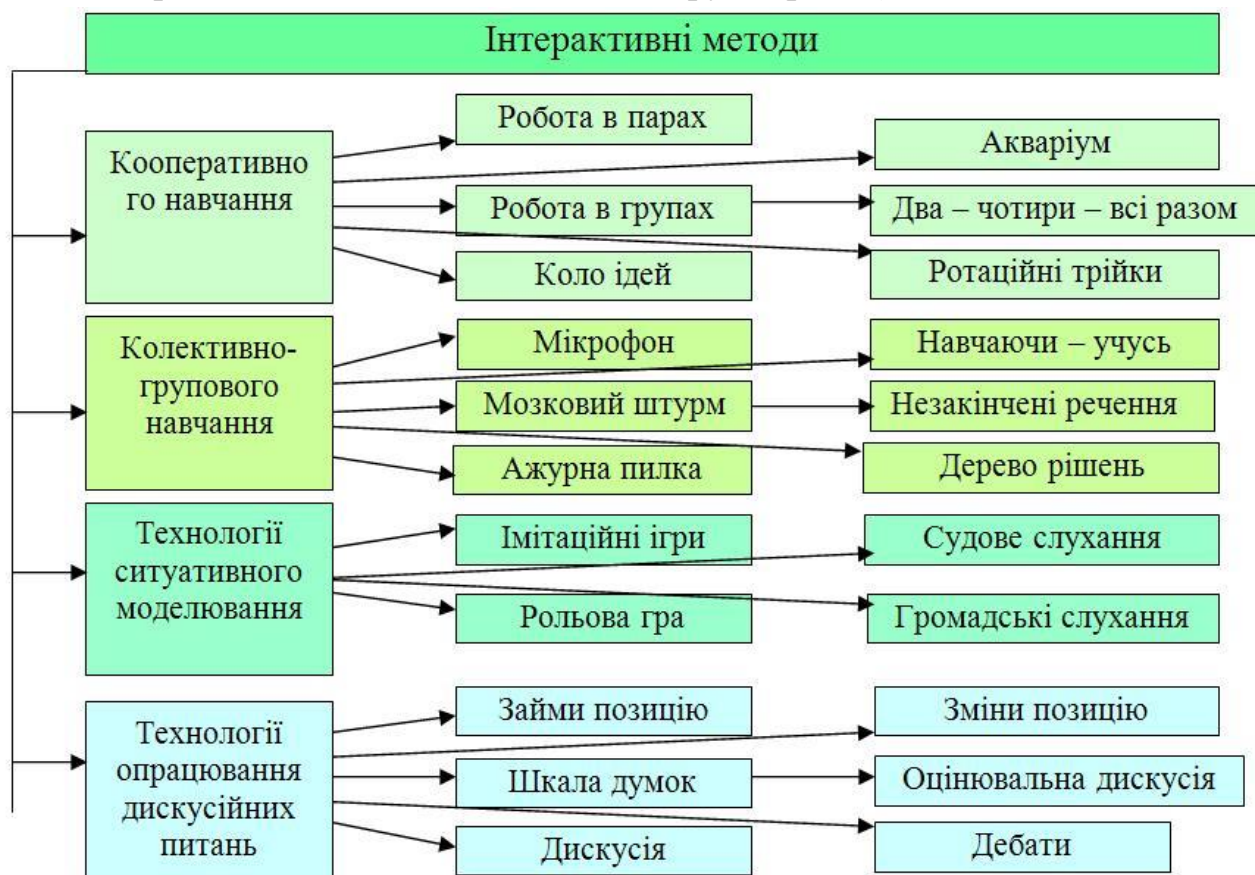 Інтерактивні методи
Кооперативно
го навчання
Робота в парах
Акваріум
Робота в групах
Два – чотири – всі разом
Коло ідей
Ротаційні трійки
Колективно-
групового
навчання
Мікрофон
Навчаючи – учусь
Мозковий штурм
Незакінчені речення
Ажурна пилка
Дерево рішень
Технології
ситуативного
моделювання
Імітаційні ігри
Судове слухання
Рольова гра
Громадські слухання
Технології
опрацювання
дискусійних
питань
Займи позицію
Зміни позицію
Шкала думок
Оцінювальна дискусія
Дискусія
Дебати